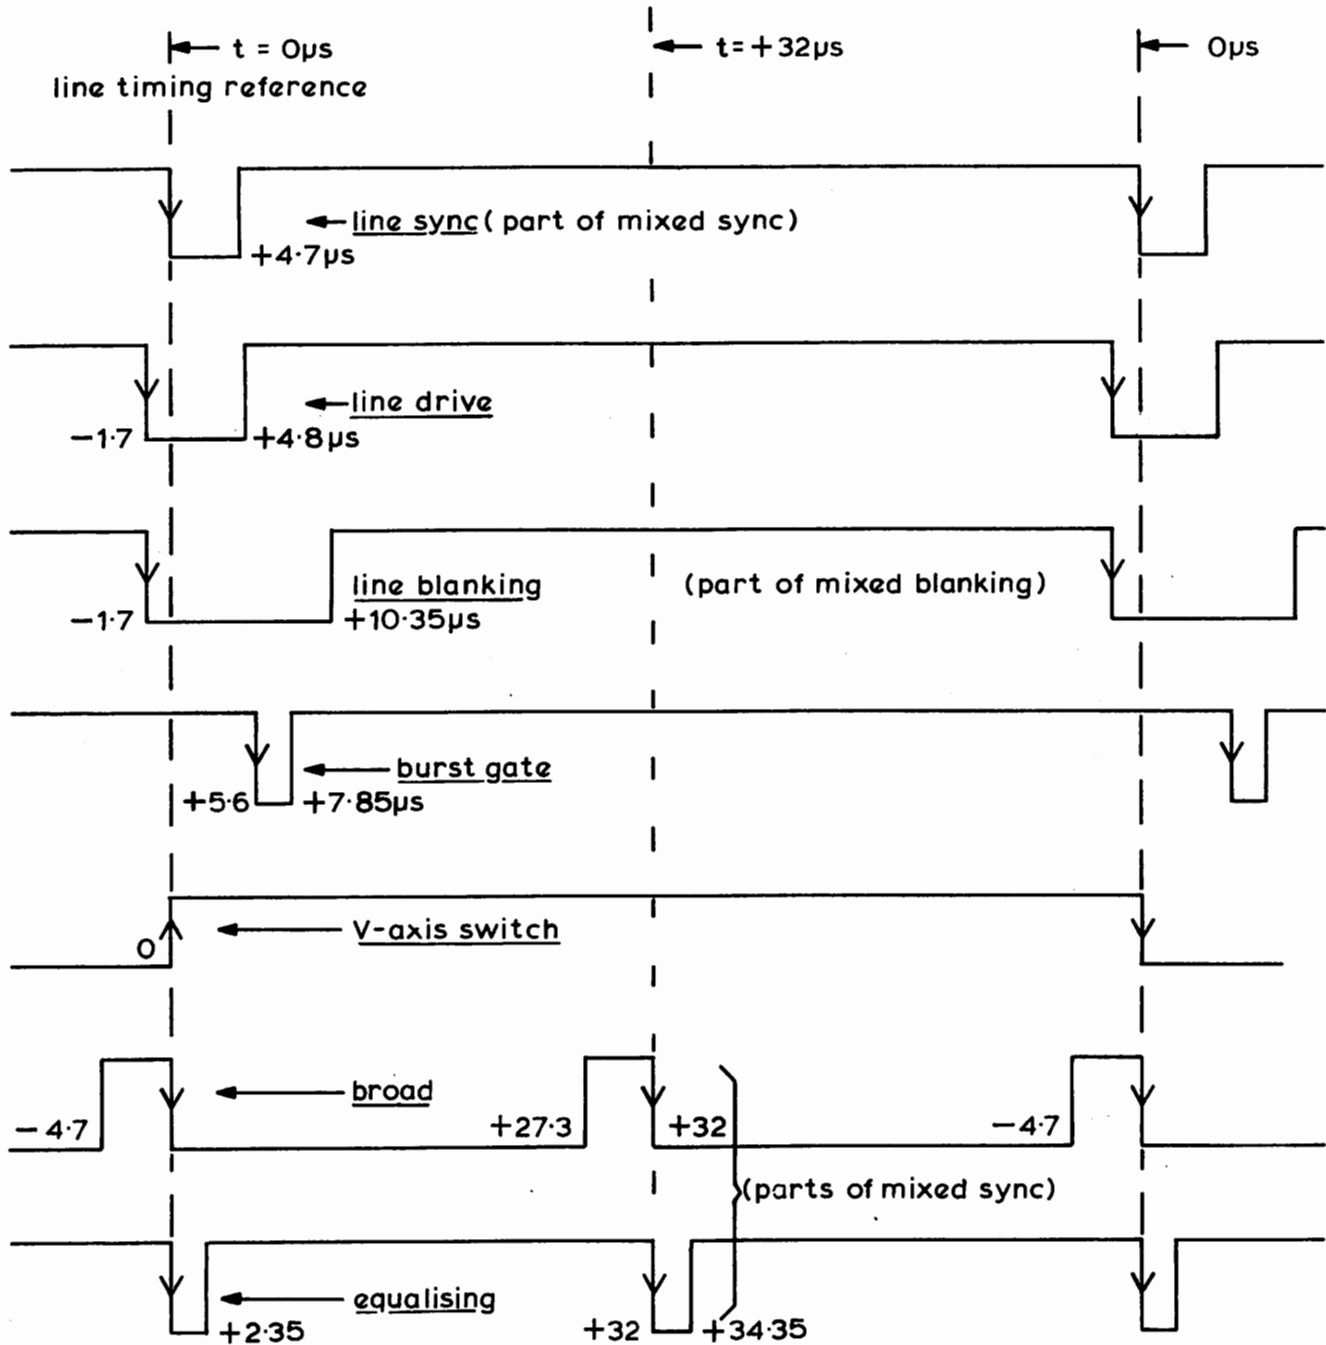 t = 0µs
t = +32µs
0µs
line timing reference
line sync (part of mixed sync)
+4·7µs
line drive
-1·7
+4·8µs
line blanking
(part of mixed blanking)
-1·7
+10·35µs
burst gate
+5·6
+7·85µs
V-axis switch
0
broad
-4·7
+27·3
+32
-4·7
(parts of mixed sync)
equalising
+2·35
+32
+34·35